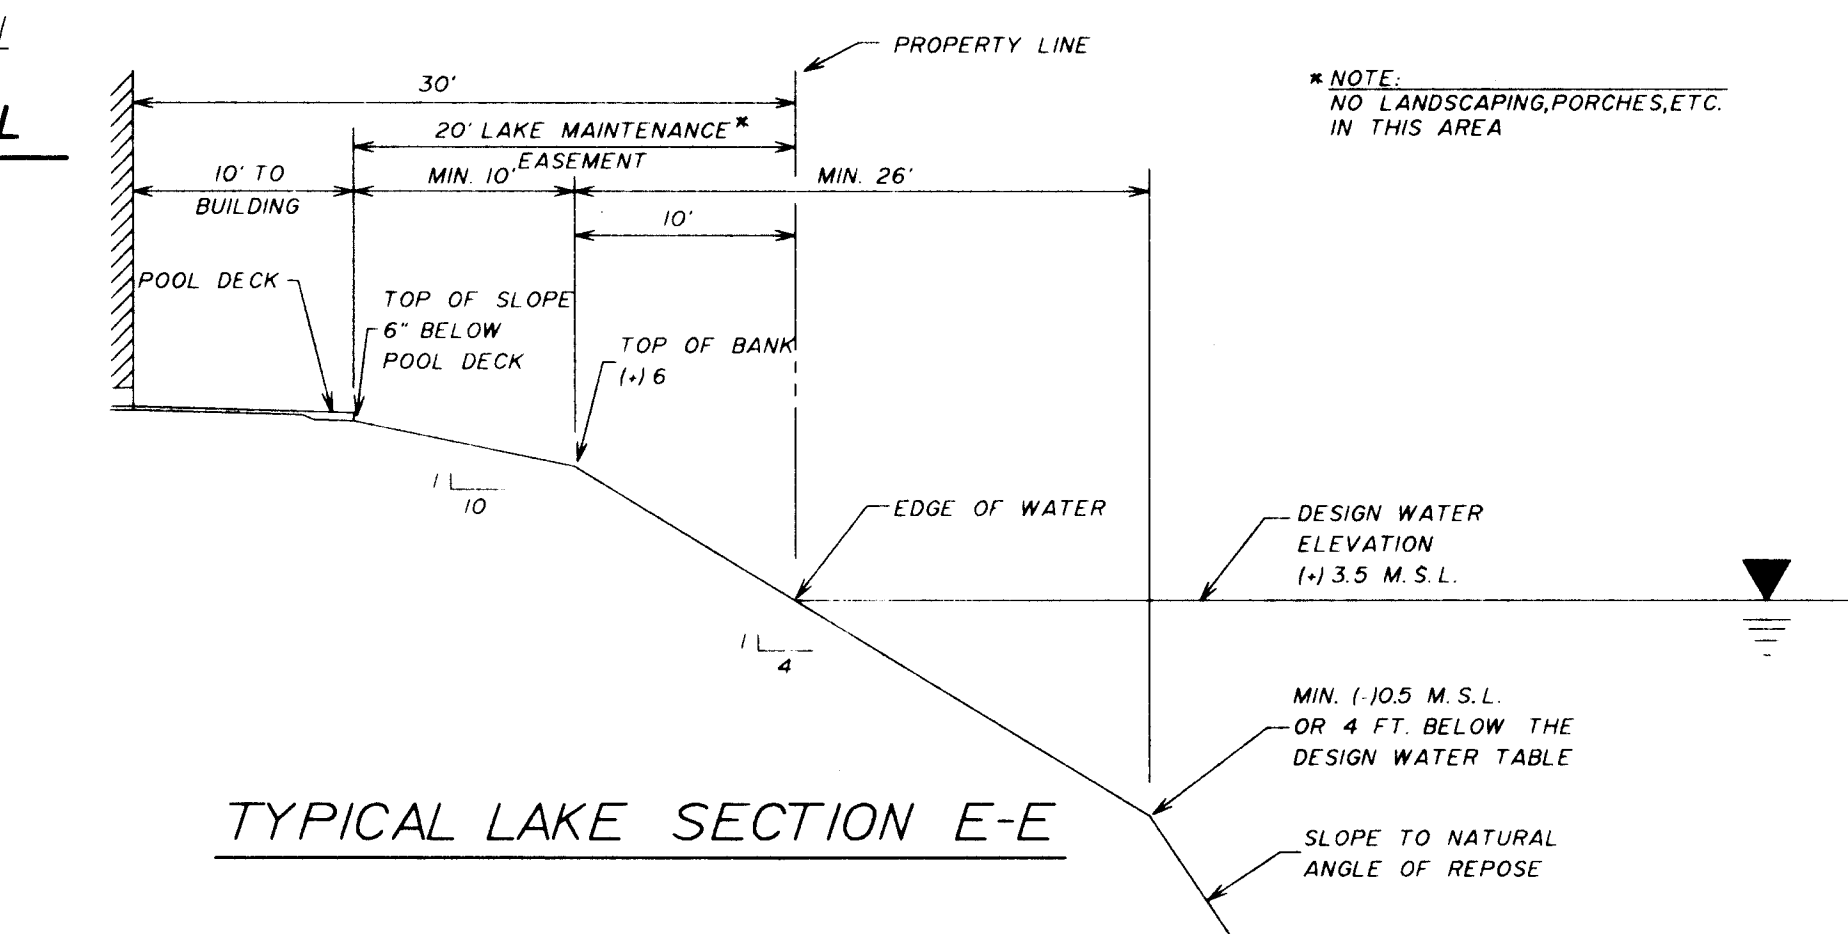 L
PROPERTY LINE
30'
* NOTE:
NO LANDSCAPING, PORCHES, ETC.
IN THIS AREA
20' LAKE MAINTENANCE *
EASEMENT
10' TO
BUILDING
MIN. 10'
MIN. 26'
10'
POOL DECK
TOP OF SLOPE
6" BELOW
POOL DECK
TOP OF BANK
(+) 6
1
10
EDGE OF WATER
DESIGN WATER
ELEVATION
(+) 3.5 M.S.L.
1
4
MIN. (-)0.5 M.S.L.
OR 4 FT. BELOW THE
DESIGN WATER TABLE
TYPICAL LAKE SECTION E-E
SLOPE TO NATURAL
ANGLE OF REPOSE